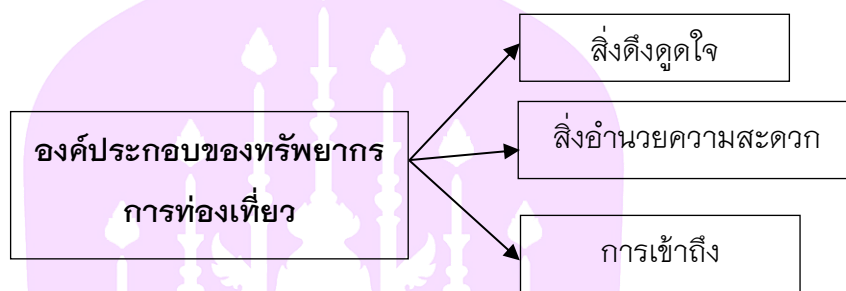 สิ่งดึงดูดใจ
องค์ประกอบของทรัพยากร
การท่องเที่ยว
สิ่งอำนวยความสะดวก
การเข้าถึง